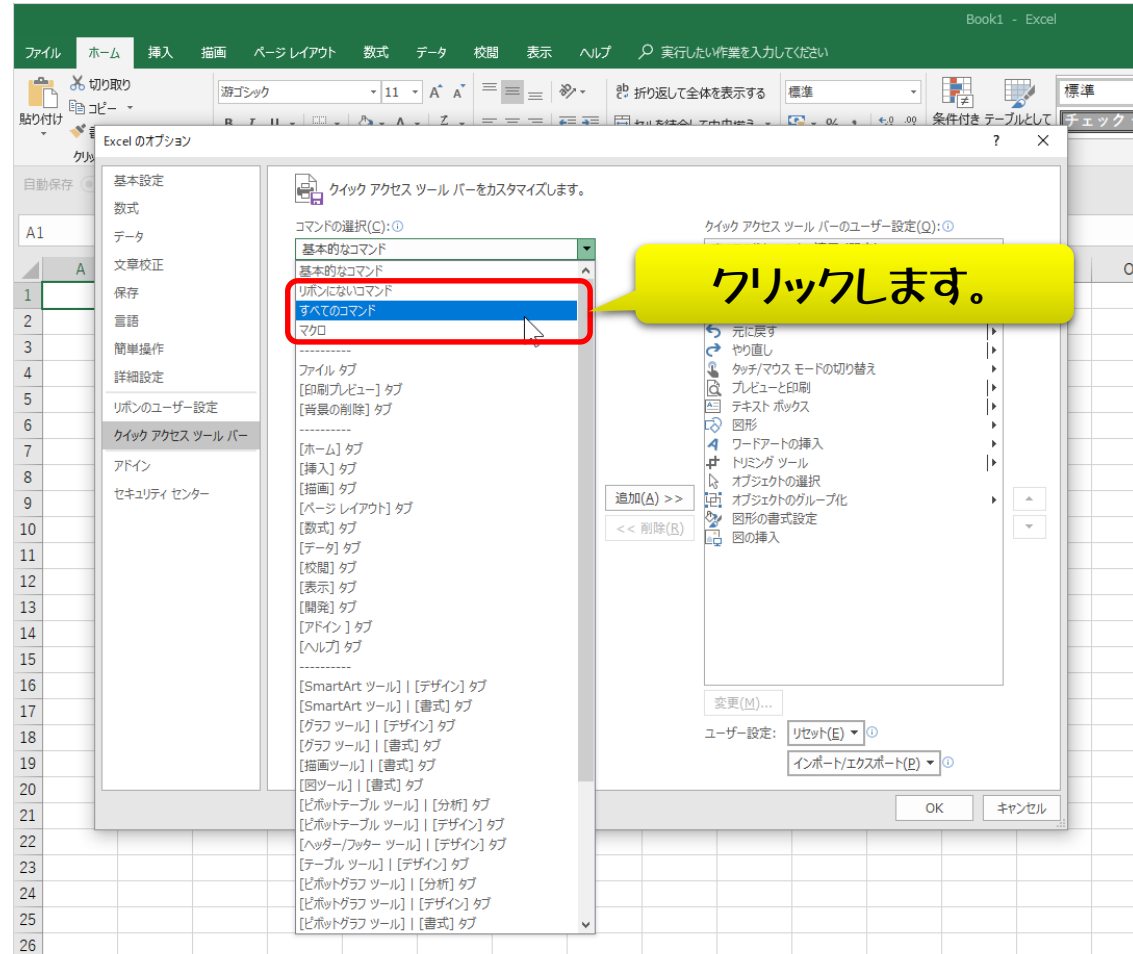 Book1 - Excel
ファイル ホーム 挿入 描画 ページ レイアウト 数式 データ 校閲 表示 ヘルプ 実行したい作業を入力してください
切り取り
コピー
貼り付け
游ゴシック 11 A A
折り返して全体を表示する
標準
条件付き テーブルとして
標準
チェック
B I U
自動保存
A1
A
Excel のオプション ? ×
基本設定
数式
データ
文章校正
保存
言語
簡単操作
詳細設定
リボンのユーザー設定
クイック アクセス ツール バー
アドイン
セキュリティ センター
クイック アクセス ツール バーをカスタマイズします。
コマンドの選択(C):
基本的なコマンド
基本的なコマンド
リボンにないコマンド
すべてのコマンド
マクロ
----------
ファイル タブ
[印刷プレビュー] タブ
[背景の削除] タブ
----------
[ホーム] タブ
[挿入] タブ
[描画] タブ
[ページ レイアウト] タブ
[数式] タブ
[データ] タブ
[校閲] タブ
[表示] タブ
[開発] タブ
[アドイン ] タブ
[ヘルプ] タブ
----------
[SmartArt ツール] | [デザイン] タブ
[SmartArt ツール] | [書式] タブ
[グラフ ツール] | [デザイン] タブ
[グラフ ツール] | [書式] タブ
[描画ツール] | [書式] タブ
[図ツール] | [書式] タブ
[ピボットテーブル ツール] | [分析] タブ
[ピボットテーブル ツール] | [デザイン] タブ
[ヘッダー/フッター ツール] | [デザイン] タブ
[テーブル ツール] | [デザイン] タブ
[ピボットグラフ ツール] | [分析] タブ
[ピボットグラフ ツール] | [デザイン] タブ
[ピボットグラフ ツール] | [書式] タブ
クリックします。
追加(A) >>
<< 削除(R)
クイック アクセス ツール バーのユーザー設定(Q):
元に戻す
やり直し
タッチ/マウス モードの切り替え
プレビューと印刷
テキスト ボックス
図形
ワードアートの挿入
トリミング ツール
オブジェクトの選択
オブジェクトのグループ化
図形の書式設定
図の挿入
変更(M)...
ユーザー設定: リセット(E)
インポート/エクスポート(P)
OK キャンセル
1
2
3
4
5
6
7
8
9
10
11
12
13
14
15
16
17
18
19
20
21
22
23
24
25
26